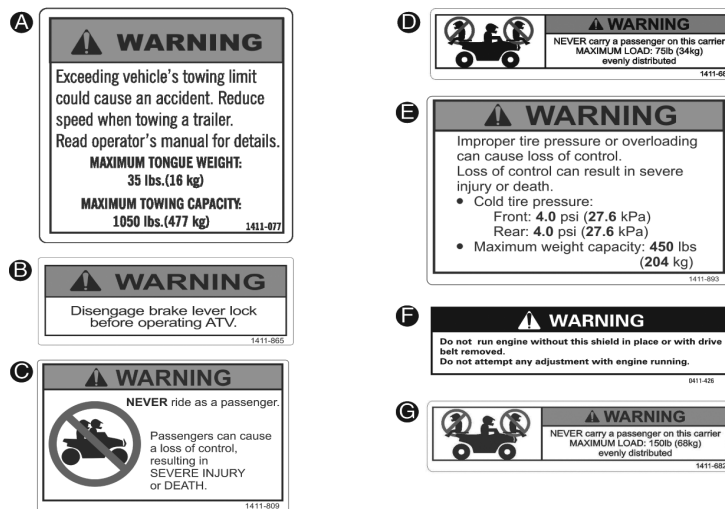 A
WARNING
Exceeding vehicle's towing limit
could cause an accident. Reduce
speed when towing a trailer.
Read operator's manual for details.
MAXIMUM TONGUE WEIGHT:
35 lbs.(16 kg)
MAXIMUM TOWING CAPACITY:
1050 lbs.(477 kg)
1411-077
B
WARNING
Disengage brake lever lock
before operating ATV.
1411-865
C
WARNING
NEVER ride as a passenger.
Passengers can cause
a loss of control,
resulting in
SEVERE INJURY
or DEATH.
1411-809
D
WARNING
NEVER carry a passenger on this carrier
MAXIMUM LOAD: 75lb (34kg)
evenly distributed
E
WARNING
Improper tire pressure or overloading
can cause loss of control.
Loss of control can result in severe
injury or death.
• Cold tire pressure:
Front: 4.0 psi (27.6 kPa)
Rear: 4.0 psi (27.6 kPa)
• Maximum weight capacity: 450 lbs
(204 kg)
1411-893
F
WARNING
Do not run engine without this shield in place or with drive
belt removed.
Do not attempt any adjustment with engine running.
0411-426
G
WARNING
NEVER carry a passenger on this carrier
MAXIMUM LOAD: 150lb (68kg)
evenly distributed
1411-682